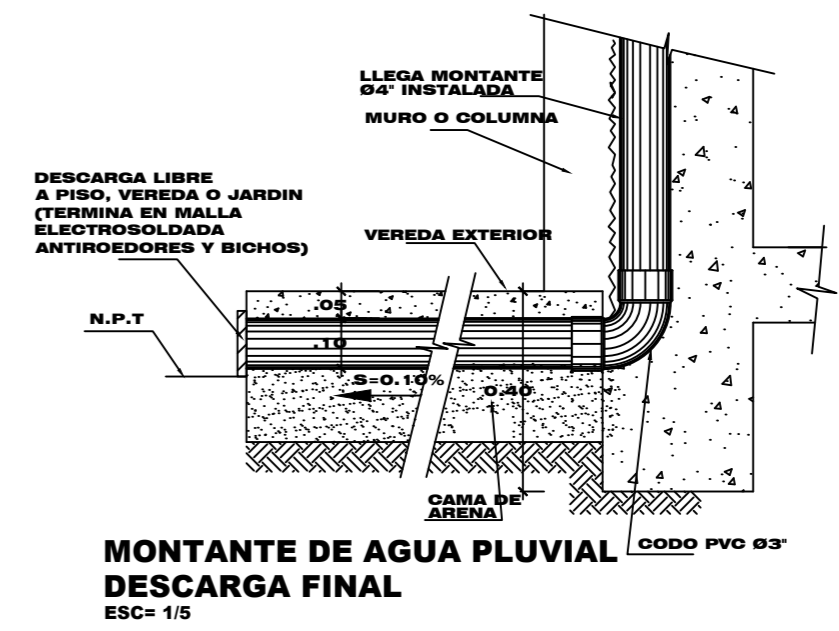 LLEGA MONTANTE
Ø4" INSTALADA
MURO O COLUMNA
DESCARGA LIBRE
A PISO, VEREDA O JARDIN
(TERMINA EN MALLA
ELECTROSOLDADA
ANTIROEDORES Y BICHOS)
VEREDA EXTERIOR
.05
N.P.T
.10
S=0.10%
0.40
CAMA DE
ARENA
CODO PVC Ø3"
MONTANTE DE AGUA PLUVIAL
DESCARGA FINAL
ESC= 1/5